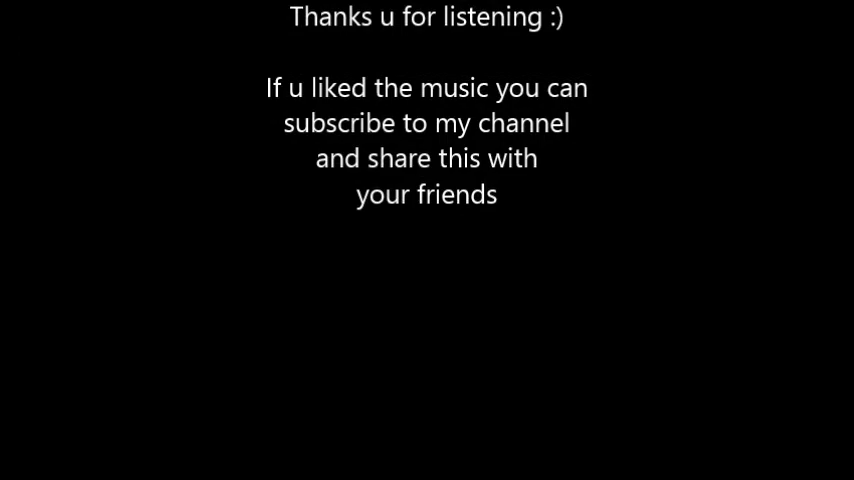 Thanks u for listening :)
If u liked the music you can
subscribe to my channel
and share this with
your friends